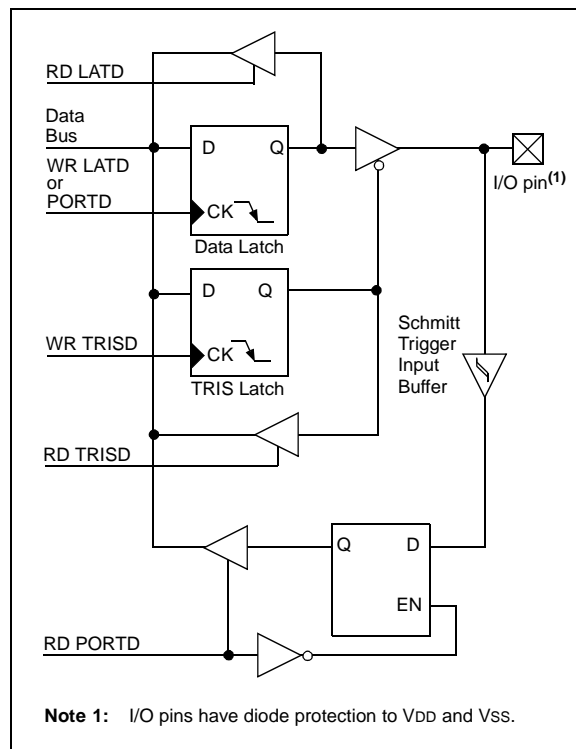 RD LATD
Data
Bus
WR LATD
or
PORTD
D Q
CK
Data Latch
I/O pin(1)
D Q
WR TRISD
CK
TRIS Latch
Schmitt
Trigger
Input
Buffer
RD TRISD
Q D
EN
RD PORTD
Note 1: I/O pins have diode protection to VDD and VSS.